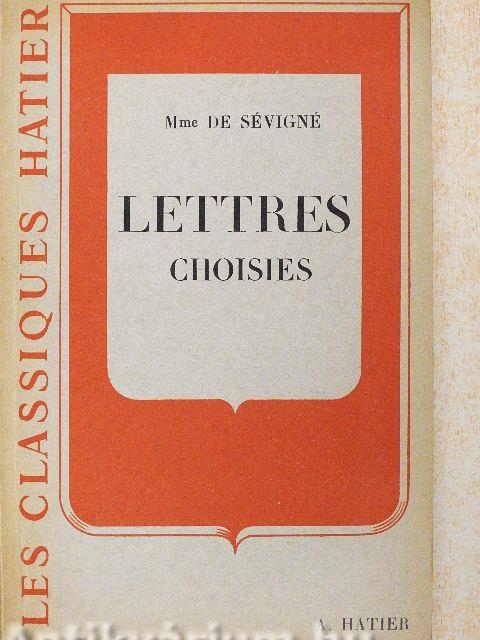 LES CLASSIQUES HATIER
Mme DE SÉVIGNÉ
LETTRES
CHOISIES
A. HATIER